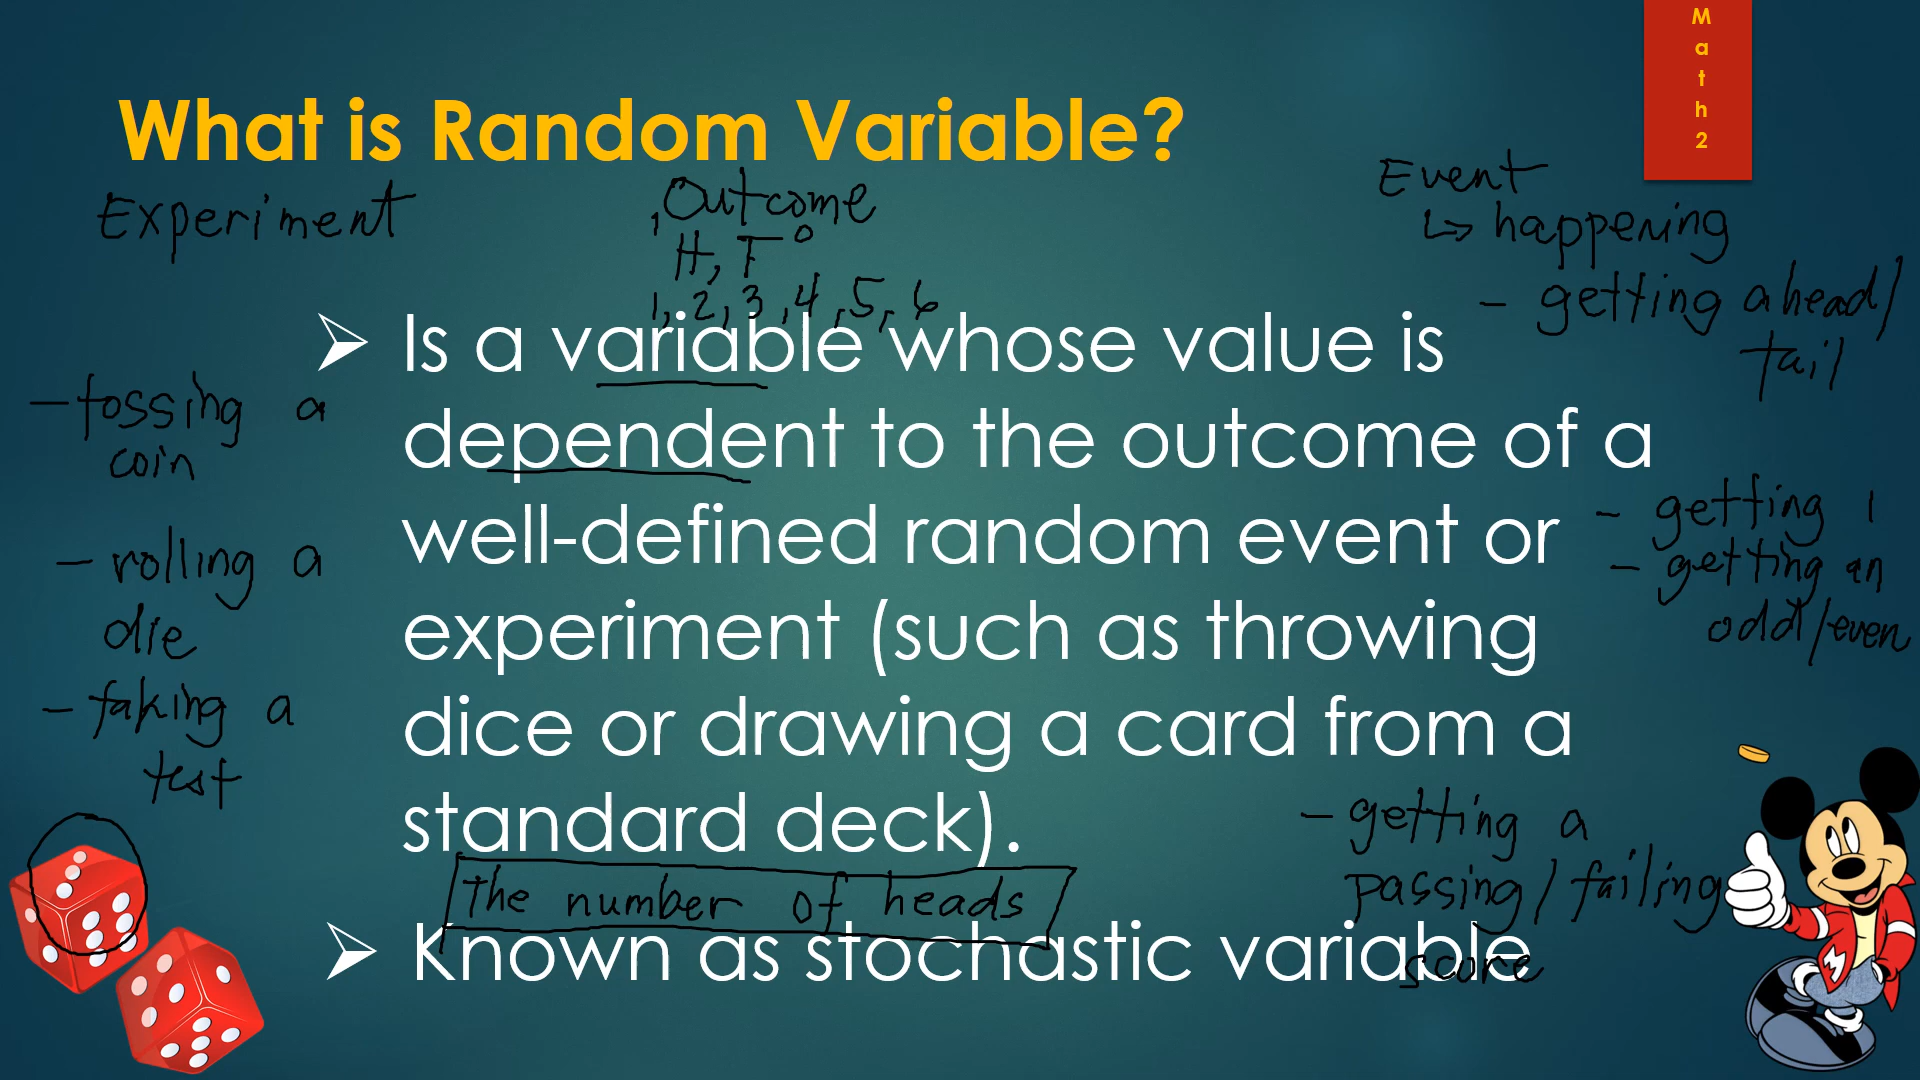 M
a
t
h
2
What is Random Variable?
Experiment
Outcome
H, T
1, 2, 3, 4, 5, 6
Event
↳ happening
- getting a head/
tail
➢ Is a variable whose value is
dependent to the outcome of a
well-defined random event or
experiment (such as throwing
dice or drawing a card from a
standard deck).
- tossing a
coin
- rolling a
die
- taking a
test
- getting 1
- getting an
odd/even
- getting a
passing/failing
score
The number of heads
➢ Known as stochastic variable